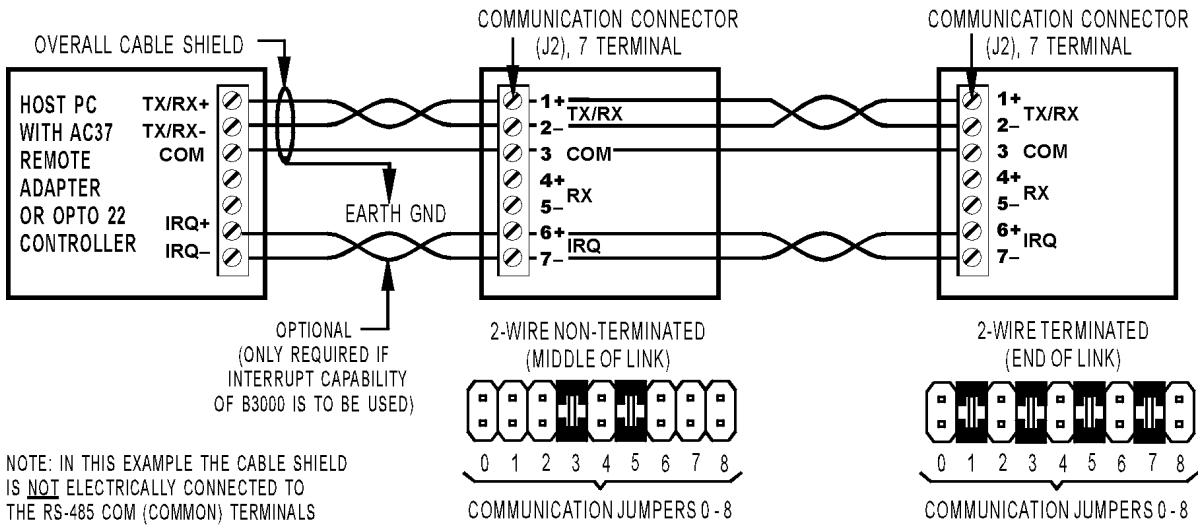 COMMUNICATION CONNECTOR
(J2), 7 TERMINAL
COMMUNICATION CONNECTOR
(J2), 7 TERMINAL
OVERALL CABLE SHIELD
HOST PC
WITH AC37
REMOTE
ADAPTER
OR OPTO 22
CONTROLLER
TX/RX+
TX/RX-
COM
IRQ+
IRQ–
EARTH GND
1+
2–
TX/RX
3 COM
4+
5–
RX
6+
7–
IRQ
1+
2–
TX/RX
3 COM
4+
5–
RX
6+
7–
IRQ
OPTIONAL
(ONLY REQUIRED IF
INTERRUPT CAPABILITY
OF B3000 IS TO BE USED)
2-WIRE NON-TERMINATED
(MIDDLE OF LINK)
0 1 2 3 4 5 6 7 8
COMMUNICATION JUMPERS 0 - 8
2-WIRE TERMINATED
(END OF LINK)
0 1 2 3 4 5 6 7 8
COMMUNICATION JUMPERS 0 - 8
NOTE: IN THIS EXAMPLE THE CABLE SHIELD
IS NOT ELECTRICALLY CONNECTED TO
THE RS-485 COM (COMMON) TERMINALS